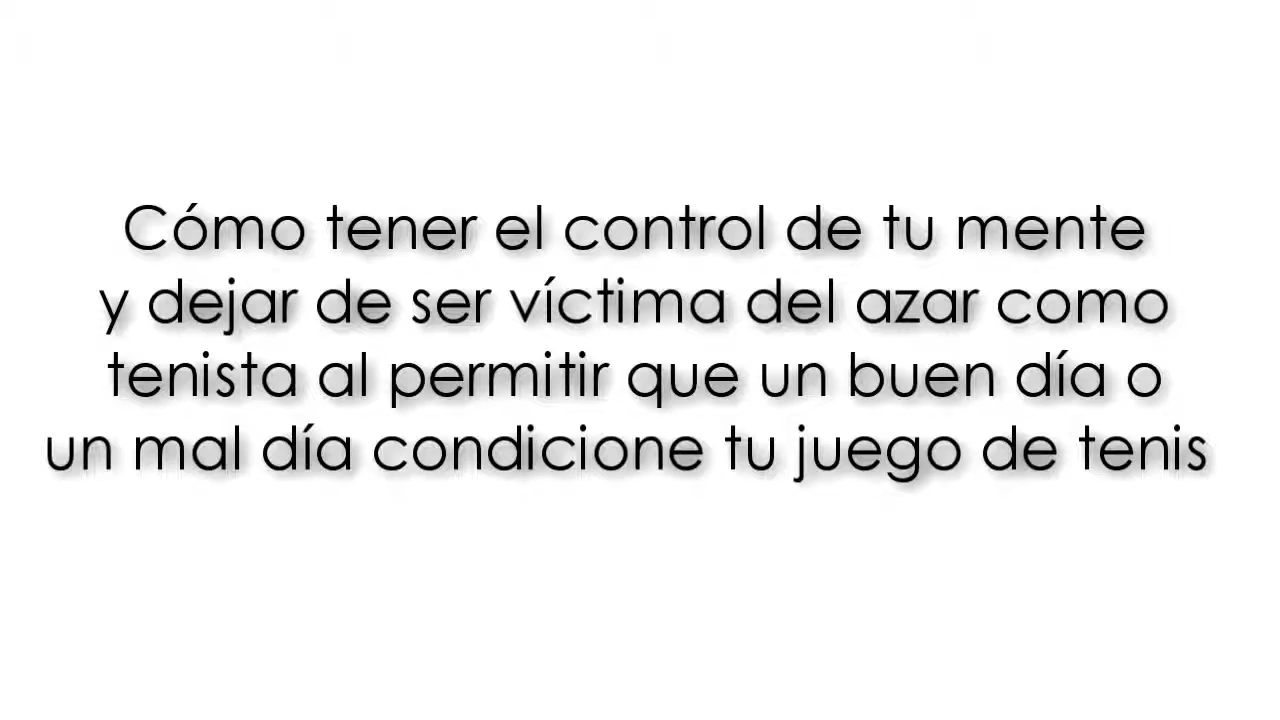 Cómo tener el control de tu mente
y dejar de ser víctima del azar como
tenista al permitir que un buen día o
un mal día condicione tu juego de tenis